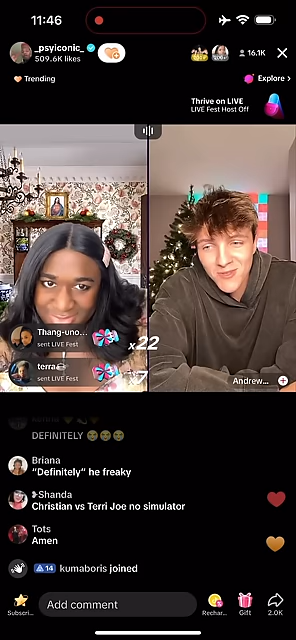 11:46
_psyiconic_
509.6K likes
16.1K
Trending
Explore >
Thrive on LIVE
LIVE Fest Host Off
Thang-uno...
sent LIVE Fest
x22
terra
sent LIVE Fest
Andrew...
DEFINITELY 😁😁😁
Briana
“Definitely” he freaky
Shanda
Christian vs Terri Joe no simulator
Tots
Amen
14 kumaboris joined
Subscri...
Add comment
Rechar...
Gift
2.0K